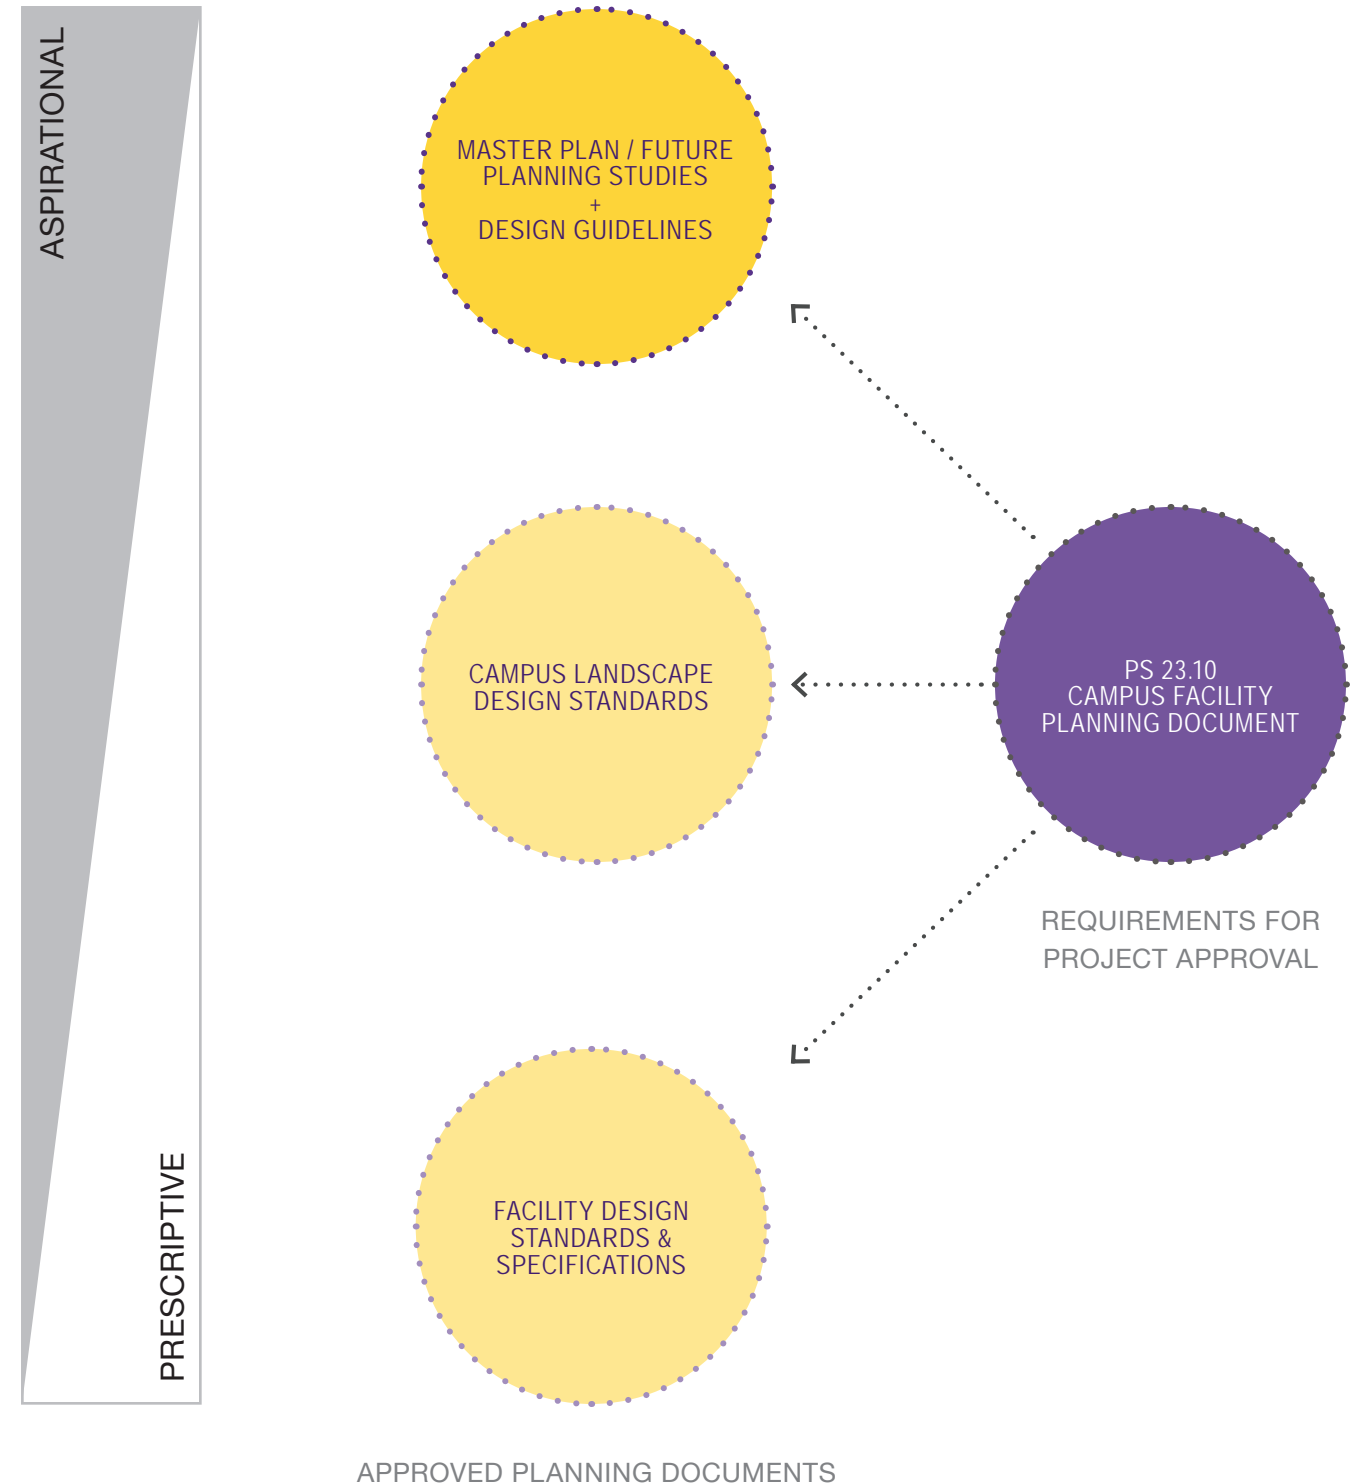 ASPIRATIONAL
MASTER PLAN / FUTURE
PLANNING STUDIES
+
DESIGN GUIDELINES
CAMPUS LANDSCAPE
DESIGN STANDARDS
PS 23.10
CAMPUS FACILITY
PLANNING DOCUMENT
REQUIREMENTS FOR
PROJECT APPROVAL
PRESCRIPTIVE
FACILITY DESIGN
STANDARDS &
SPECIFICATIONS
APPROVED PLANNING DOCUMENTS